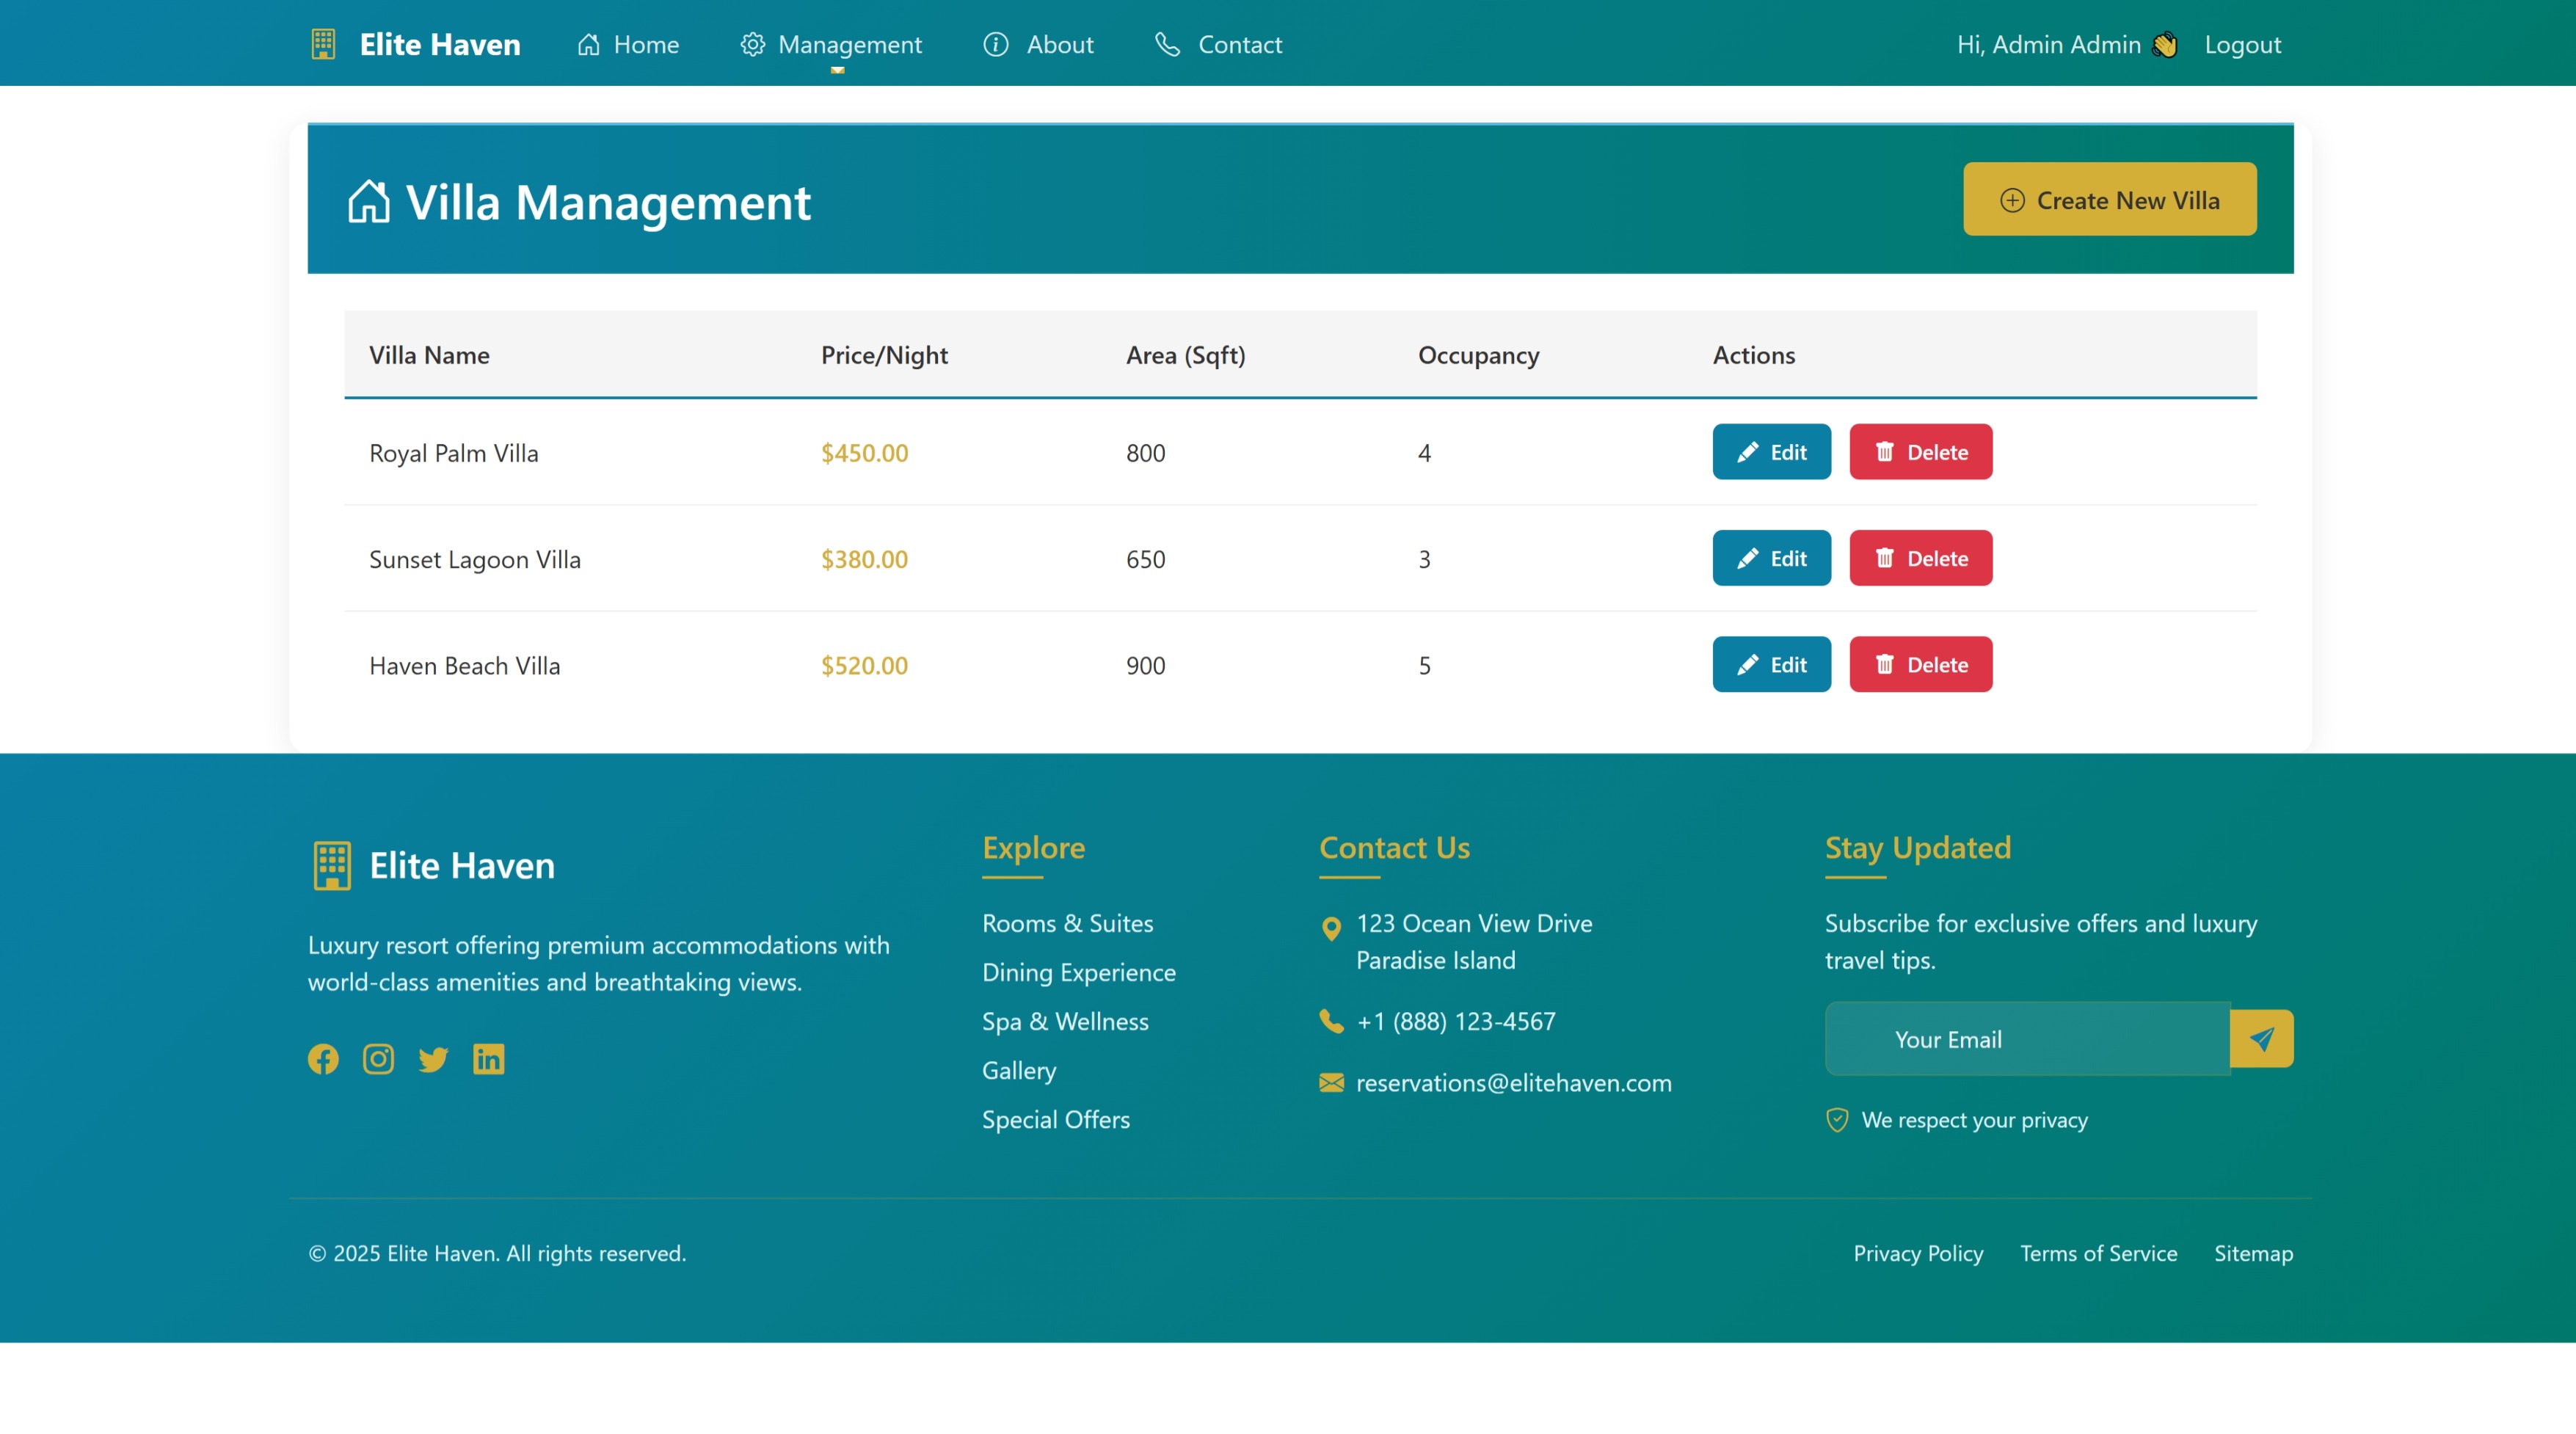 Elite Haven
Home
Management
About
Contact
Hi, Admin Admin 👋
Logout
Villa Management
Create New Villa
Villa Name Price/Night Area (Sqft) Occupancy Actions
Royal Palm Villa $450.00 800 4 Edit Delete
Sunset Lagoon Villa $380.00 650 3 Edit Delete
Haven Beach Villa $520.00 900 5 Edit Delete
Elite Haven
Luxury resort offering premium accommodations with
world-class amenities and breathtaking views.
Explore
Rooms & Suites
Dining Experience
Spa & Wellness
Gallery
Special Offers
Contact Us
123 Ocean View Drive
Paradise Island
+1 (888) 123-4567
reservations@elitehaven.com
Stay Updated
Subscribe for exclusive offers and luxury
travel tips.
Your Email
We respect your privacy
© 2025 Elite Haven. All rights reserved.
Privacy Policy
Terms of Service
Sitemap